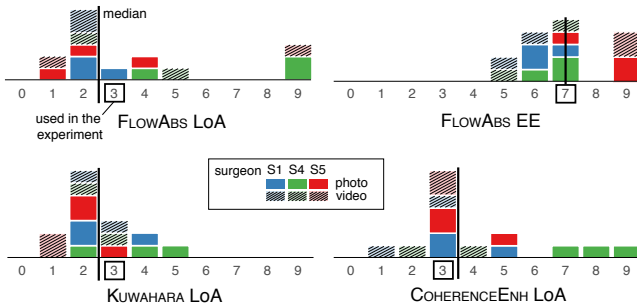 median
0 1 2 3 4 5 6 7 8 9
0 1 2 3 4 5 6 7 8 9
used in the
experiment
FLOWABS LOA
FLOWABS EE
surgeon S1 S4 S5
photo
video
0 1 2 3 4 5 6 7 8 9
0 1 2 3 4 5 6 7 8 9
KUWAHARA LOA
COHERENCEENH LOA